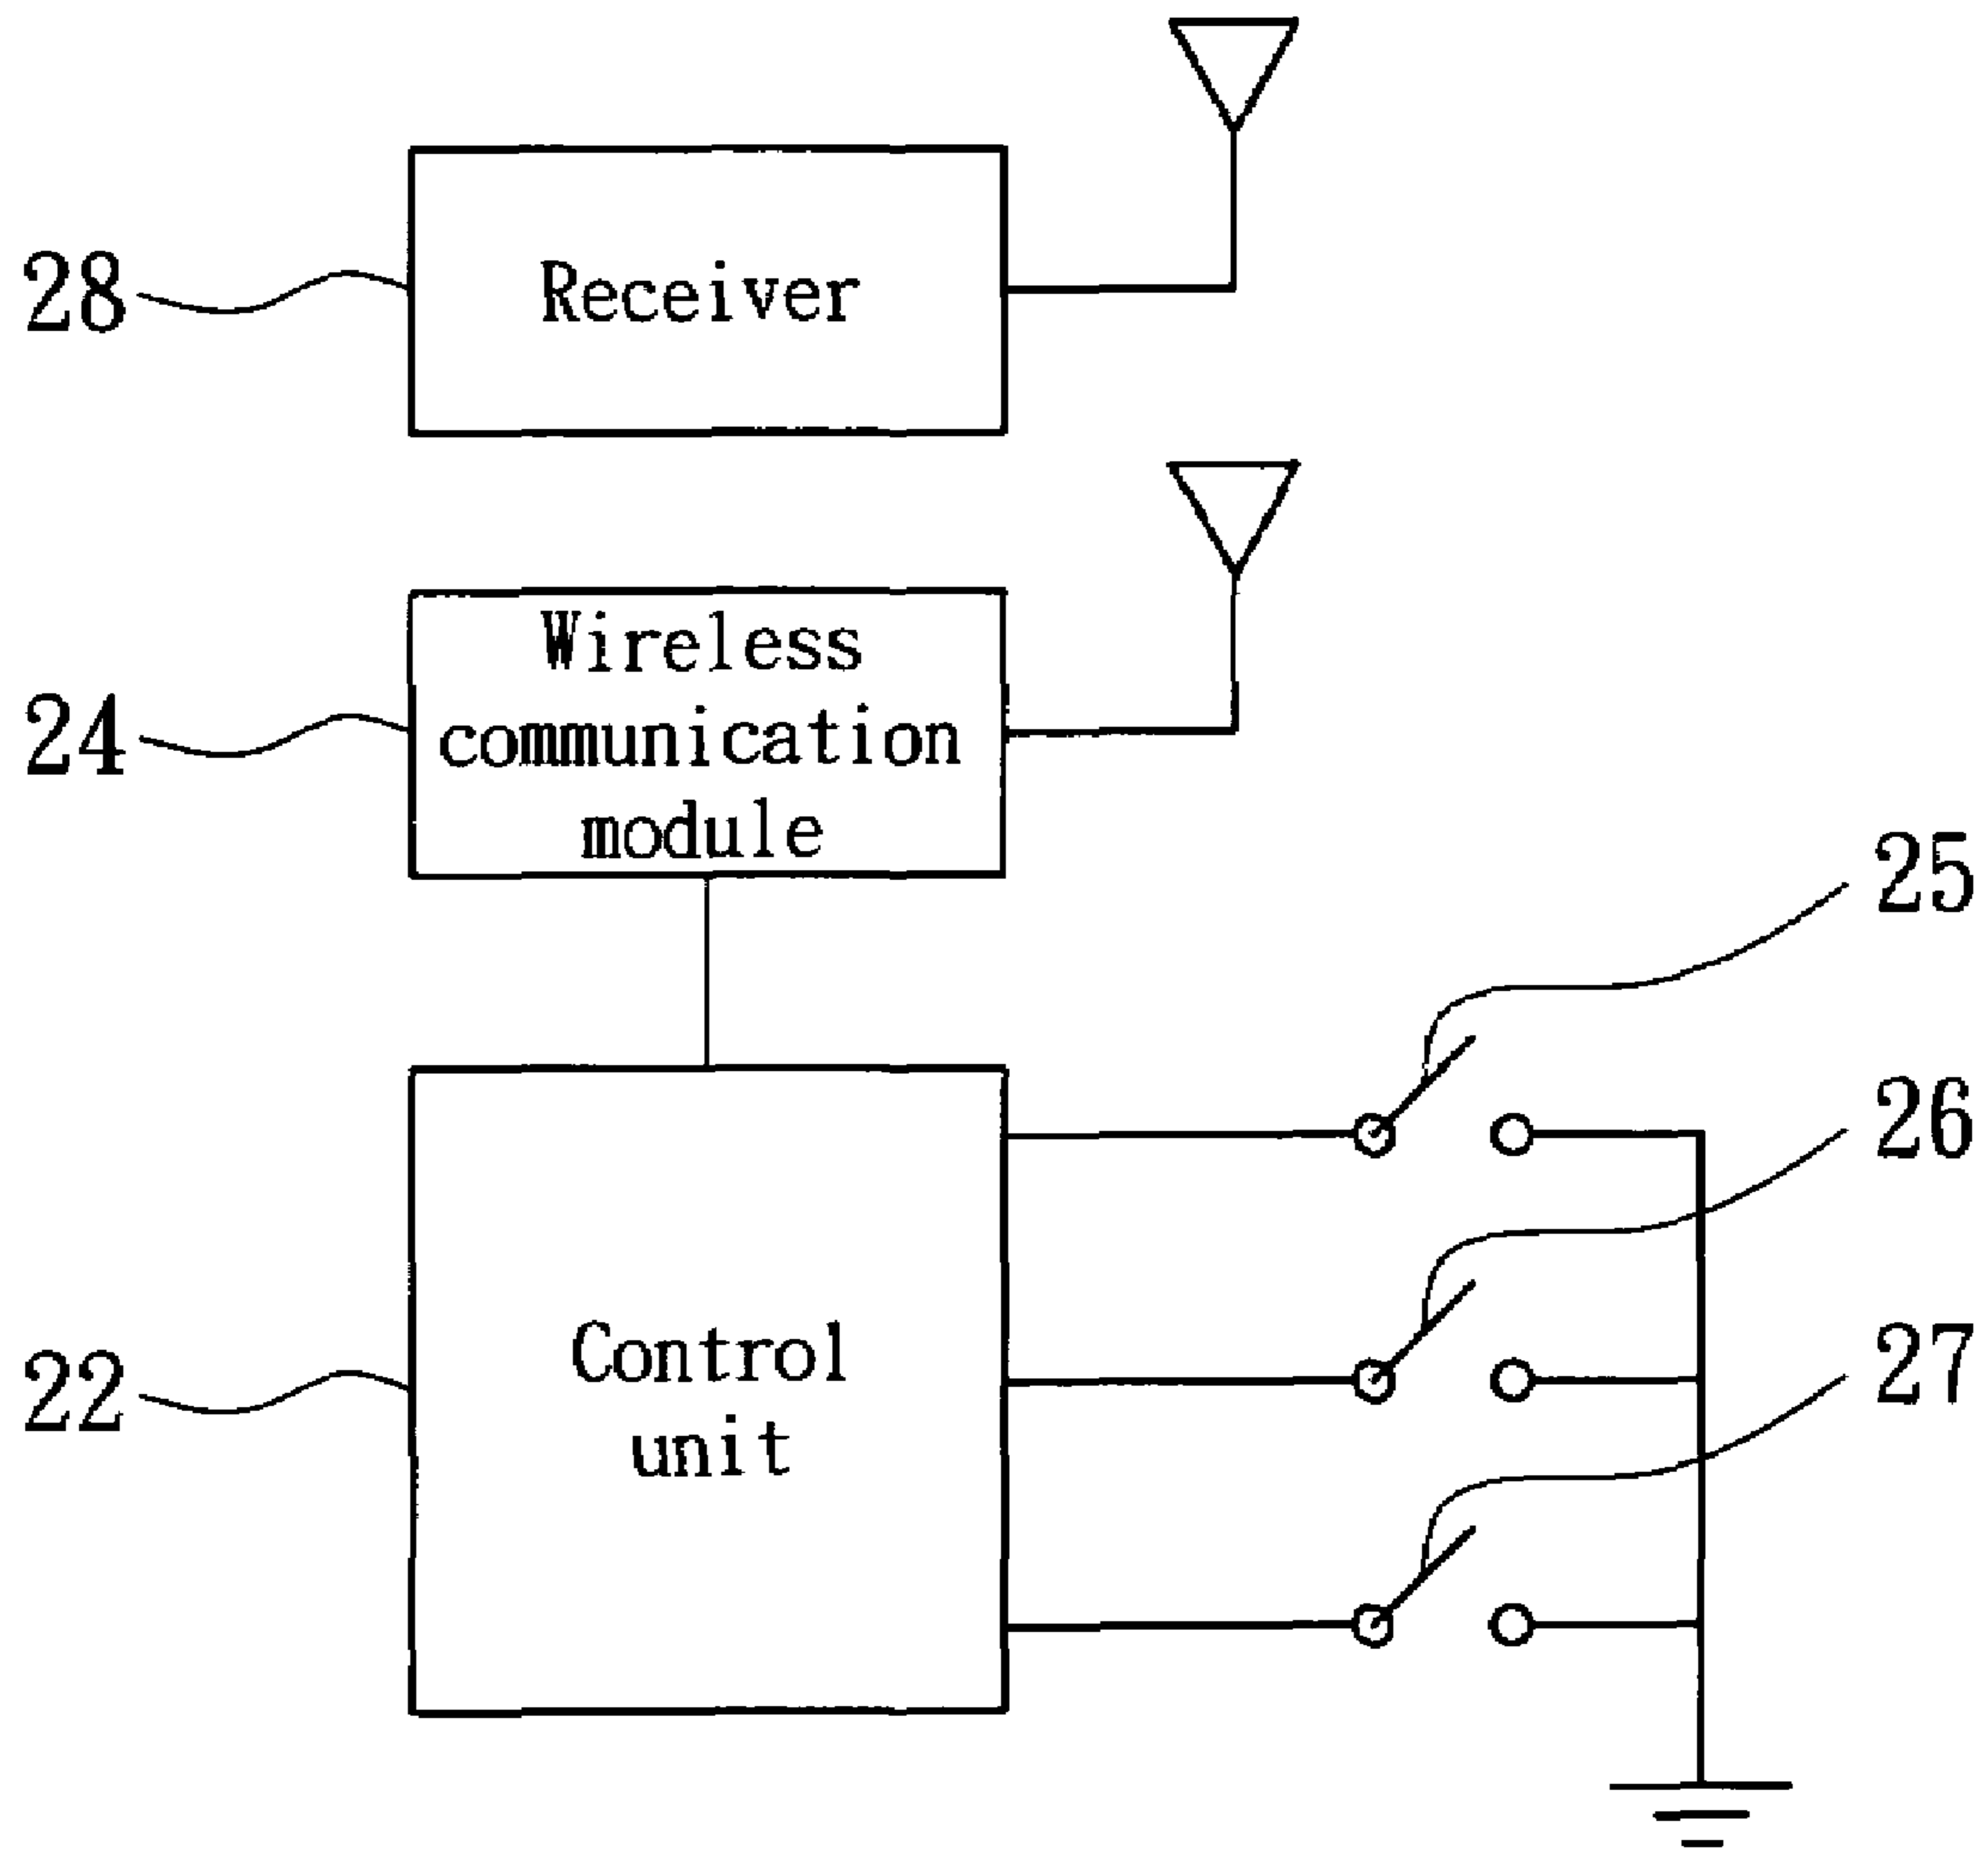 28
Receiver
24
Wireless
communication
module
25
26
22
Control
unit
27